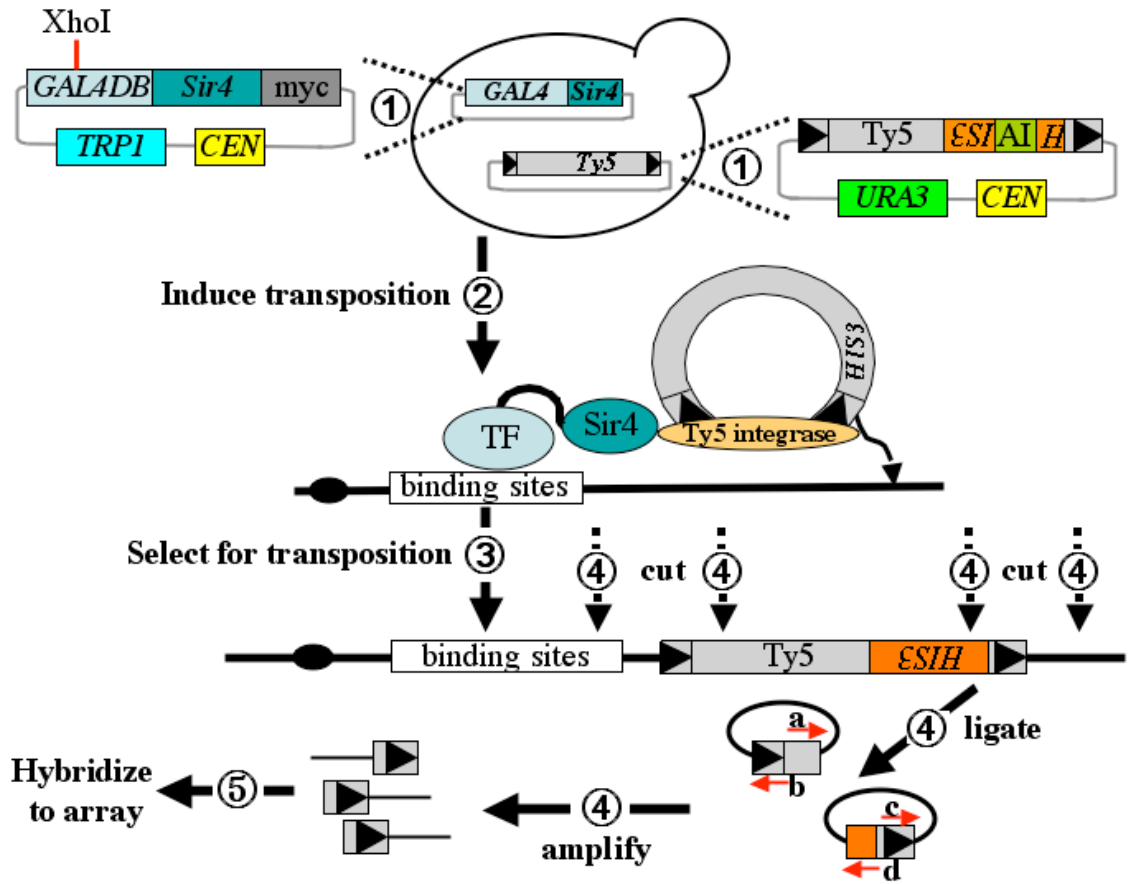 XhoI
GAL4DB Sir4 myc
TRP1 CEN
①
GAL4 Sir4
Ty5
①
Ty5 ƐSI AI H
URA3 CEN
Induce transposition ②
HIS3
TF Sir4 Ty5 integrase
binding sites
Select for transposition ③
④ cut ④
④ cut ④
binding sites Ty5 ƐSIH
a
b
④ ligate
c
d
④
amplify
⑤
Hybridize
to array